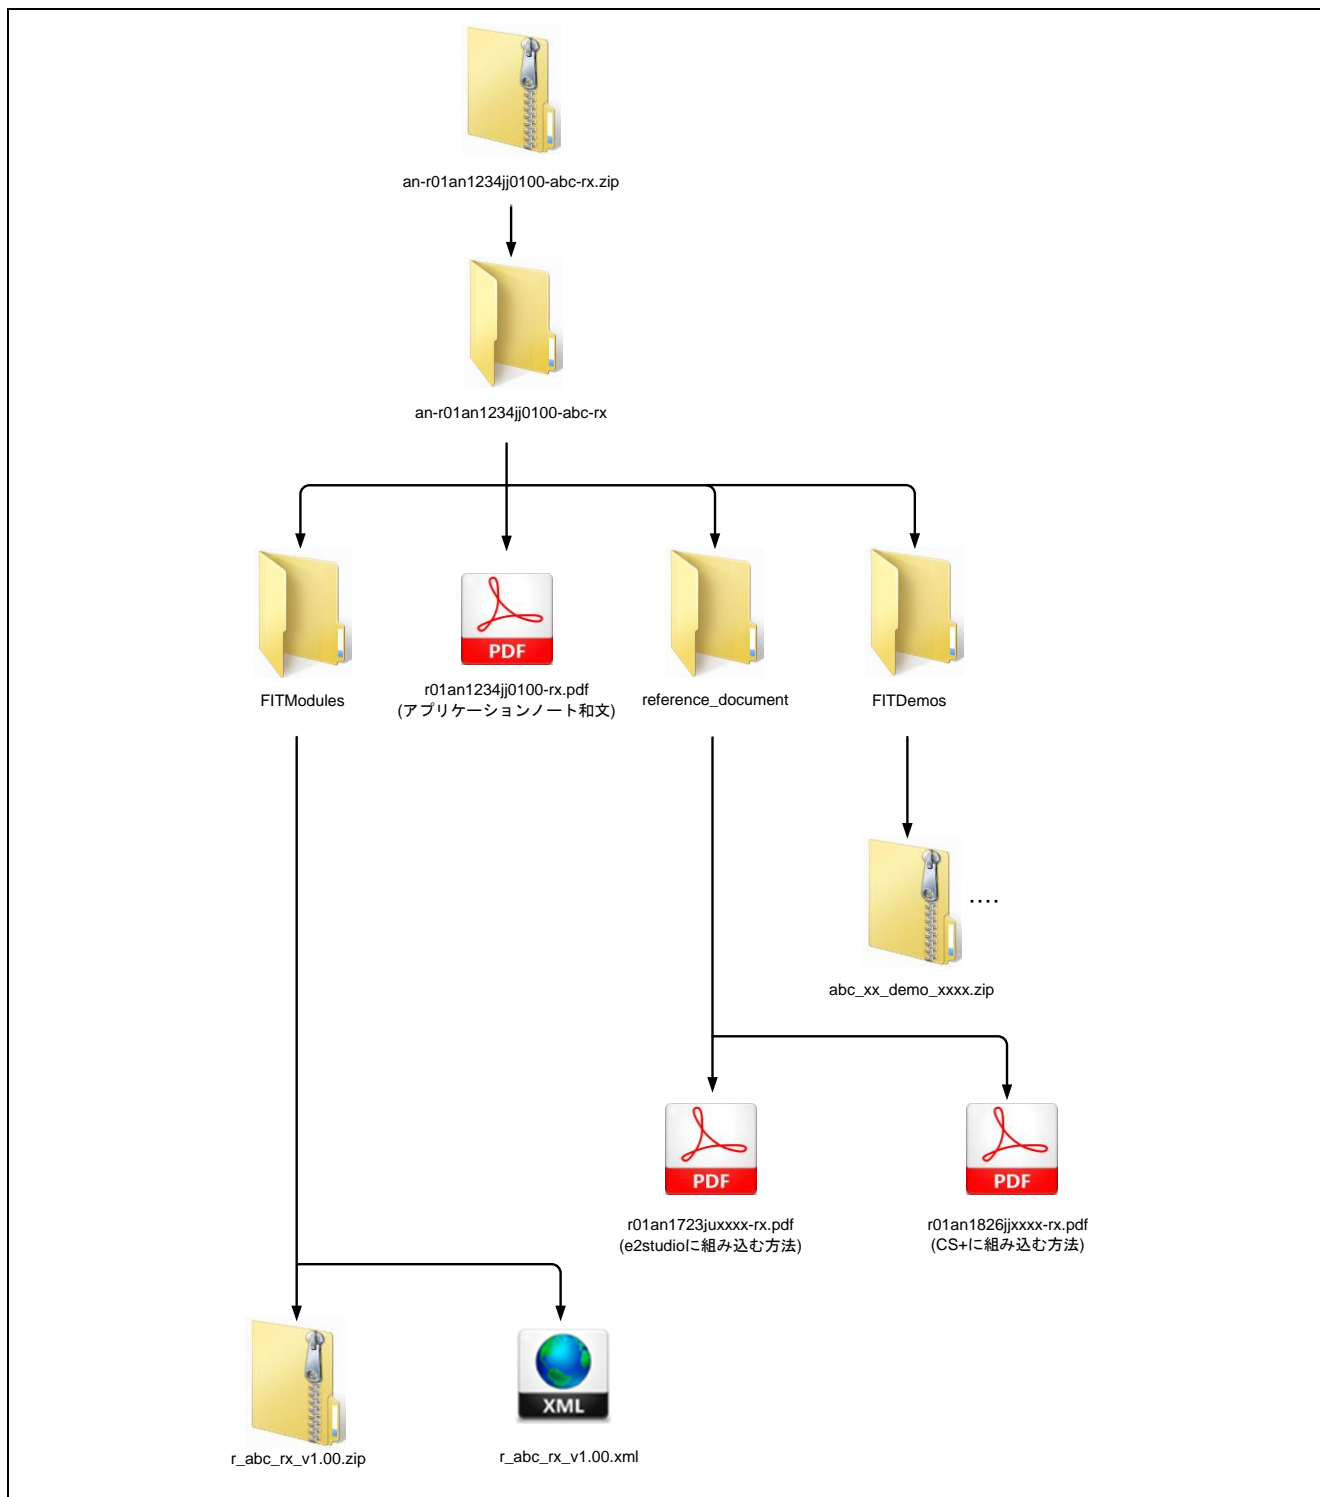 an-r01an1234jj0100-abc-rx.zip
an-r01an1234jj0100-abc-rx
FITModules
PDF
r01an1234jj0100-rx.pdf
(アプリケーションノート和文)
reference_document
FITDemos
....
abc_xx_demo_xxxx.zip
PDF
r01an1723juxxxx-rx.pdf
(e2studioに組み込む方法)
PDF
r01an1826jjxxxx-rx.pdf
(CS+に組み込む方法)
r_abc_rx_v1.00.zip
XML
r_abc_rx_v1.00.xml